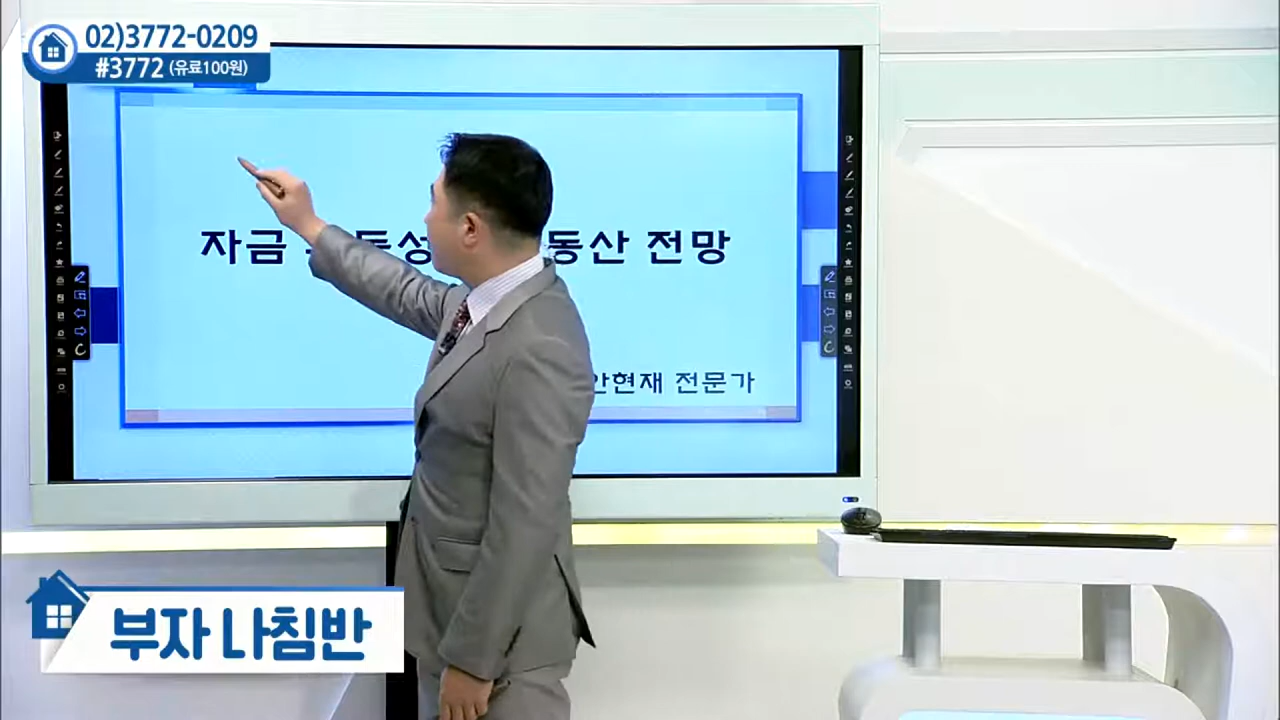 02)3772-0209
#3772 (유료100원)
자금 동산 전망
안현재 전문가
부자 나침반